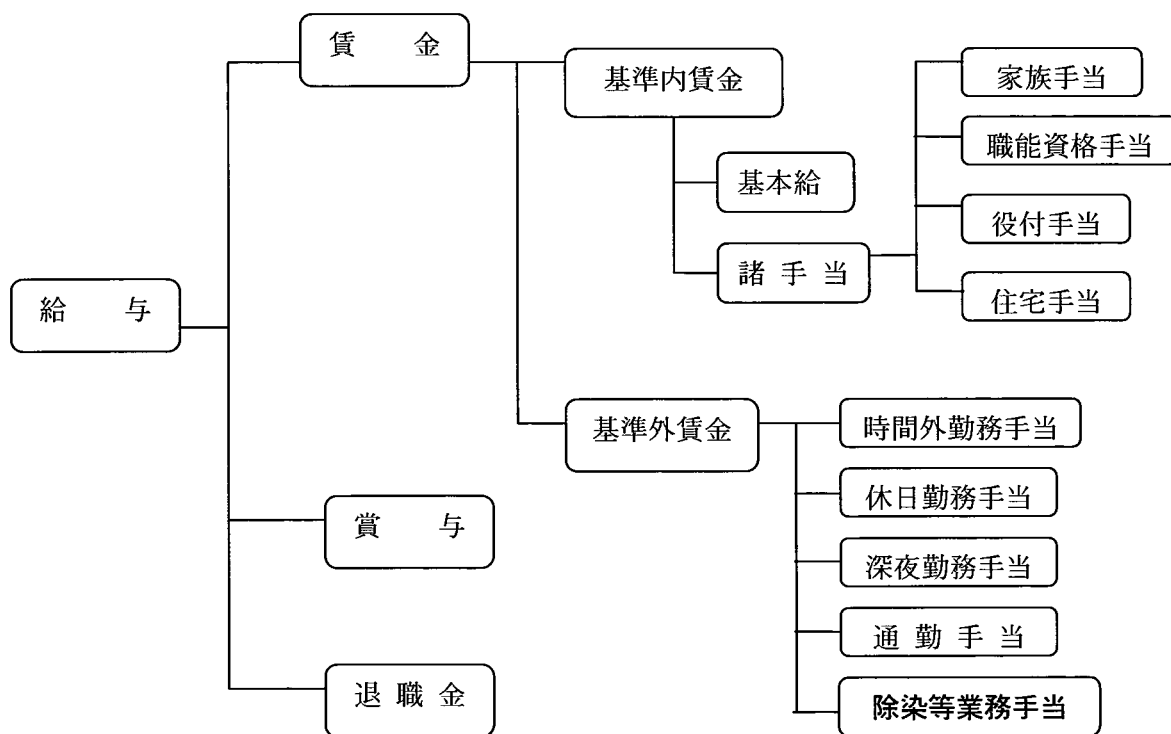 給 与
賃 金
基準内賃金
基本給
諸 手 当
家族手当
職能資格手当
役付手当
住宅手当
基準外賃金
時間外勤務手当
休日勤務手当
深夜勤務手当
通 勤 手 当
除染等業務手当
賞 与
退 職 金